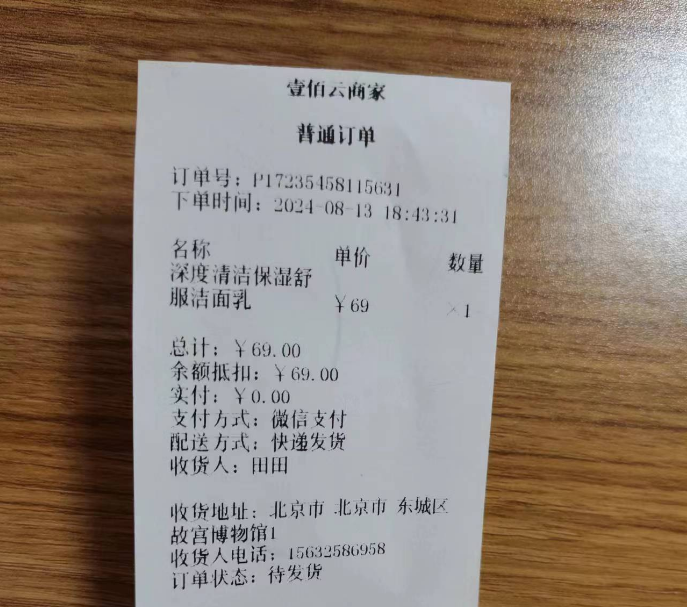 壹佰云商家
普通订单
订单号：P17235458115631
下单时间：2024-08-13 18:43:31
名称 单价 数量
深度清洁保湿舒
服洁面乳 ￥69 ×1
总计：￥69.00
余额抵扣：￥69.00
实付：￥0.00
支付方式：微信支付
配送方式：快递发货
收货人：田田
收货地址：北京市 北京市 东城区
故宫博物馆1
收货人电话：15632586958
订单状态：待发货